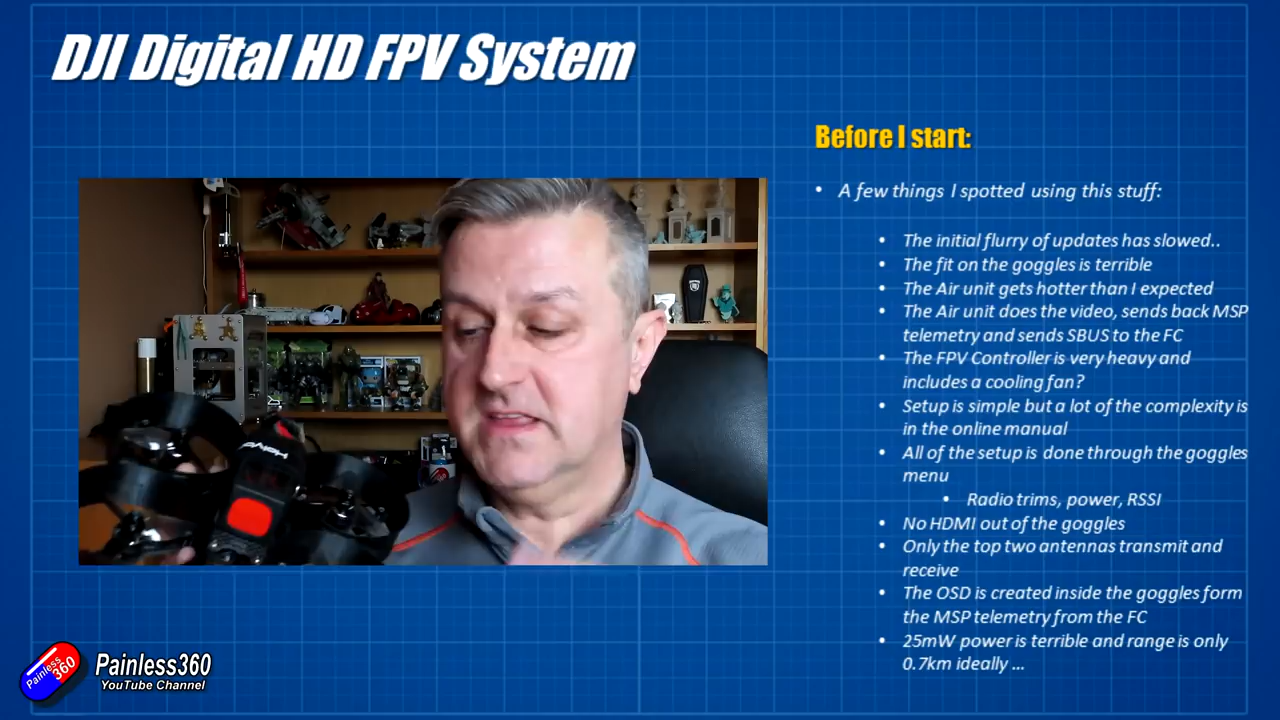 DJI Digital HD FPV System
Before I start:
• A few things I spotted using this stuff:
• The initial flurry of updates has slowed..
• The fit on the goggles is terrible
• The Air unit gets hotter than I expected
• The Air unit does the video, sends back MSP
telemetry and sends SBUS to the FC
• The FPV Controller is very heavy and
includes a cooling fan?
• Setup is simple but a lot of the complexity is
in the online manual
• All of the setup is done through the goggles
menu
• Radio trims, power, RSSI
• No HDMI out of the goggles
• Only the top two antennas transmit and
receive
• The OSD is created inside the goggles form
the MSP telemetry from the FC
• 25mW power is terrible and range is only
0.7km ideally ...
Painless
360
Painless360
YouTube Channel